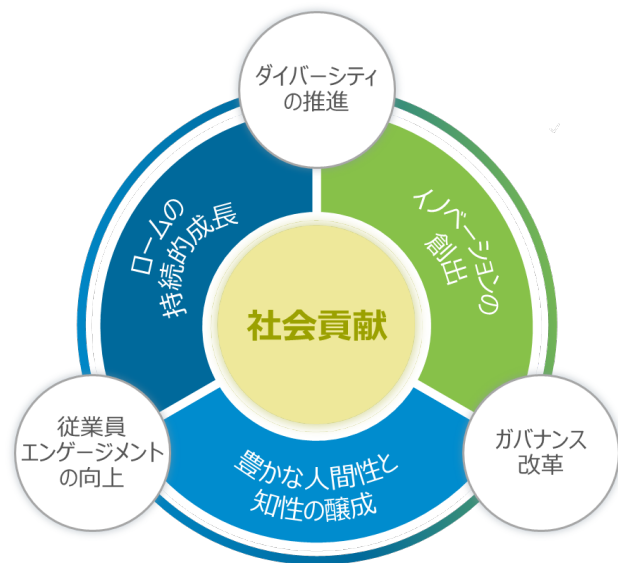 ダイバーシティ
の推進
ロームの
持続的成長
イノベーションの
創出
社会貢献
従業員
エンゲージメント
の向上
豊かな人間性と
知性の醸成
ガバナンス
改革